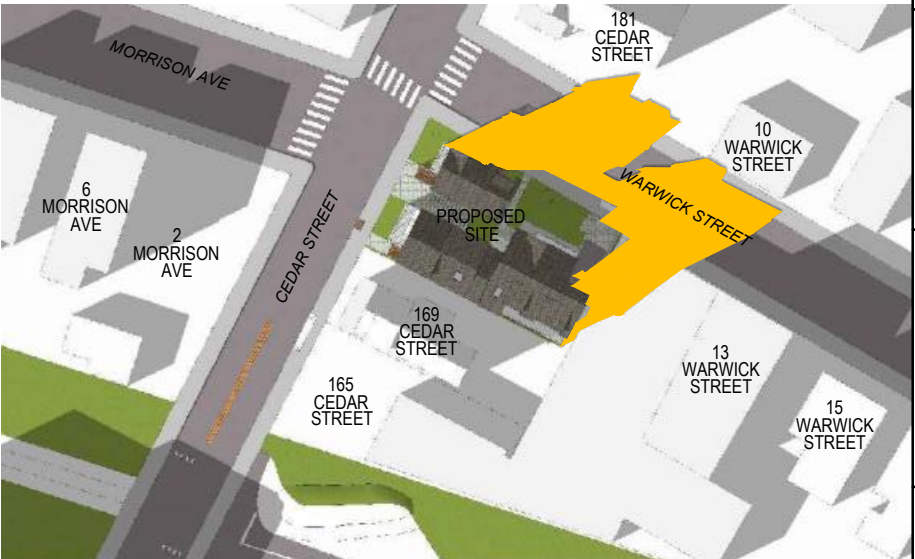 181
CEDAR
STREET
MORRISON AVE
10
WARWICK
STREET
6
MORRISON
AVE
WARWICK STREET
PROPOSED
SITE
2
MORRISON
AVE
CEDAR STREET
169
CEDAR
STREET
13
WARWICK
STREET
165
CEDAR
STREET
15
WARWICK
STREET